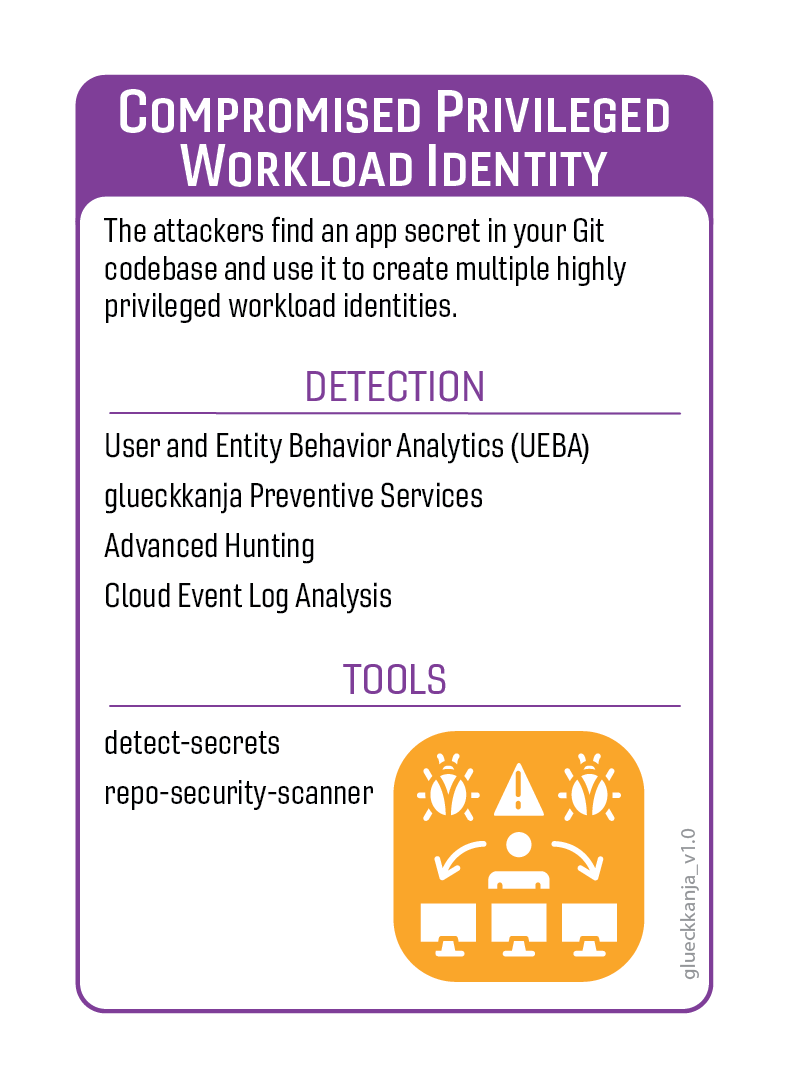 Compromised Privileged
Workload Identity
The attackers find an app secret in your Git
codebase and use it to create multiple highly
privileged workload identities.
DETECTION
User and Entity Behavior Analytics (UEBA)
glueckkanja Preventive Services
Advanced Hunting
Cloud Event Log Analysis
TOOLS
detect-secrets
repo-security-scanner
glueckkanja_v1.0